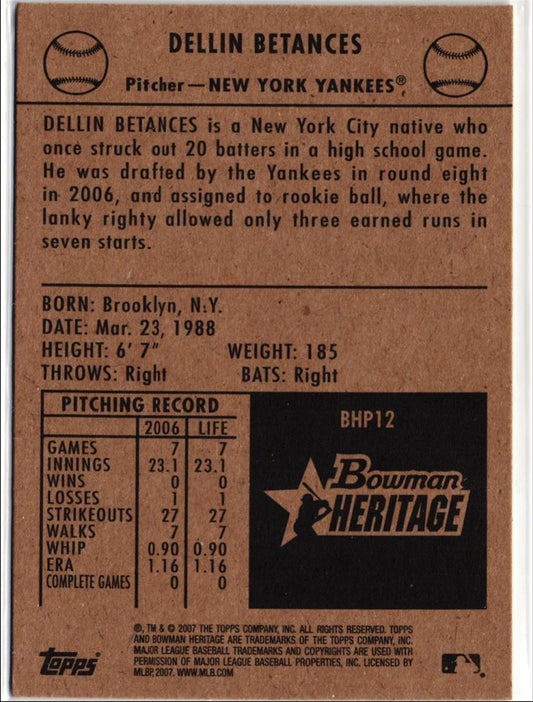 DELLIN BETANCES
Pitcher—NEW YORK YANKEES®
DELLIN BETANCES is a New York City native who
once struck out 20 batters in a high school game.
He was drafted by the Yankees in round eight
in 2006, and assigned to rookie ball, where the
lanky righty allowed only three earned runs in
seven starts.
BORN: Brooklyn, N.Y.
DATE: Mar. 23, 1988
HEIGHT: 6' 7" WEIGHT: 185
THROWS: Right BATS: Right
PITCHING RECORD
2006 LIFE
GAMES 7 7
INNINGS 23.1 23.1
WINS 0 0
LOSSES 1 1
STRIKEOUTS 27 27
WALKS 7 7
WHIP 0.90 0.90
ERA 1.16 1.16
COMPLETE GAMES 0 0
BHP12
Bowman
HERITAGE
®, TM & © 2007 THE TOPPS COMPANY, INC. ALL RIGHTS RESERVED. TOPPS
AND BOWMAN HERITAGE ARE TRADEMARKS OF THE TOPPS COMPANY, INC.
MAJOR LEAGUE BASEBALL TRADEMARKS AND COPYRIGHTS ARE USED WITH
PERMISSION OF MAJOR LEAGUE BASEBALL PROPERTIES, INC. LICENSED BY
MLBP, 2007. WWW.MLB.COM
Topps